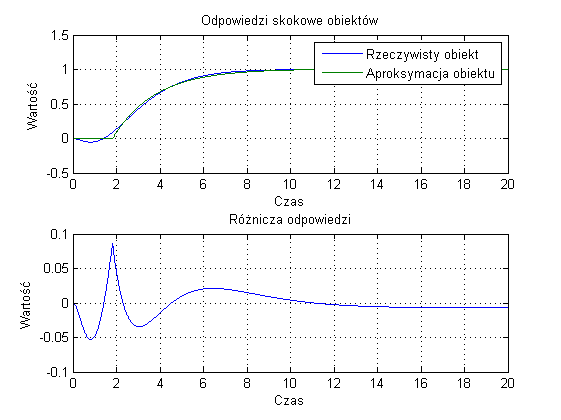 Odpowiedzi skokowe obiektów
1.5
1
0.5
0
-0.5
Wartość
Rzeczywisty obiekt
Aproksymacja obiektu
0 2 4 6 8 10 12 14 16 18 20
Czas
Różnicza odpowiedzi
0.1
0.05
0
-0.05
-0.1
Wartość
0 2 4 6 8 10 12 14 16 18 20
Czas